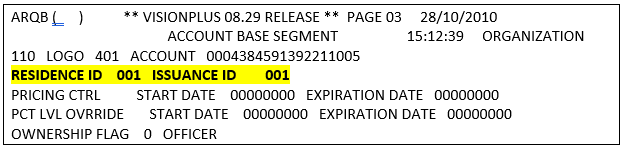 ARQB ( __ ) ** VISIONPLUS 08.29 RELEASE ** PAGE 03 28/10/2010
ACCOUNT BASE SEGMENT 15:12:39 ORGANIZATION
110 LOGO 401 ACCOUNT 0004384591392211005
RESIDENCE ID 001 ISSUANCE ID 001
PRICING CTRL START DATE 00000000 EXPIRATION DATE 00000000
PCT LVL OVRRIDE START DATE 00000000 EXPIRATION DATE 00000000
OWNERSHIP FLAG 0 OFFICER